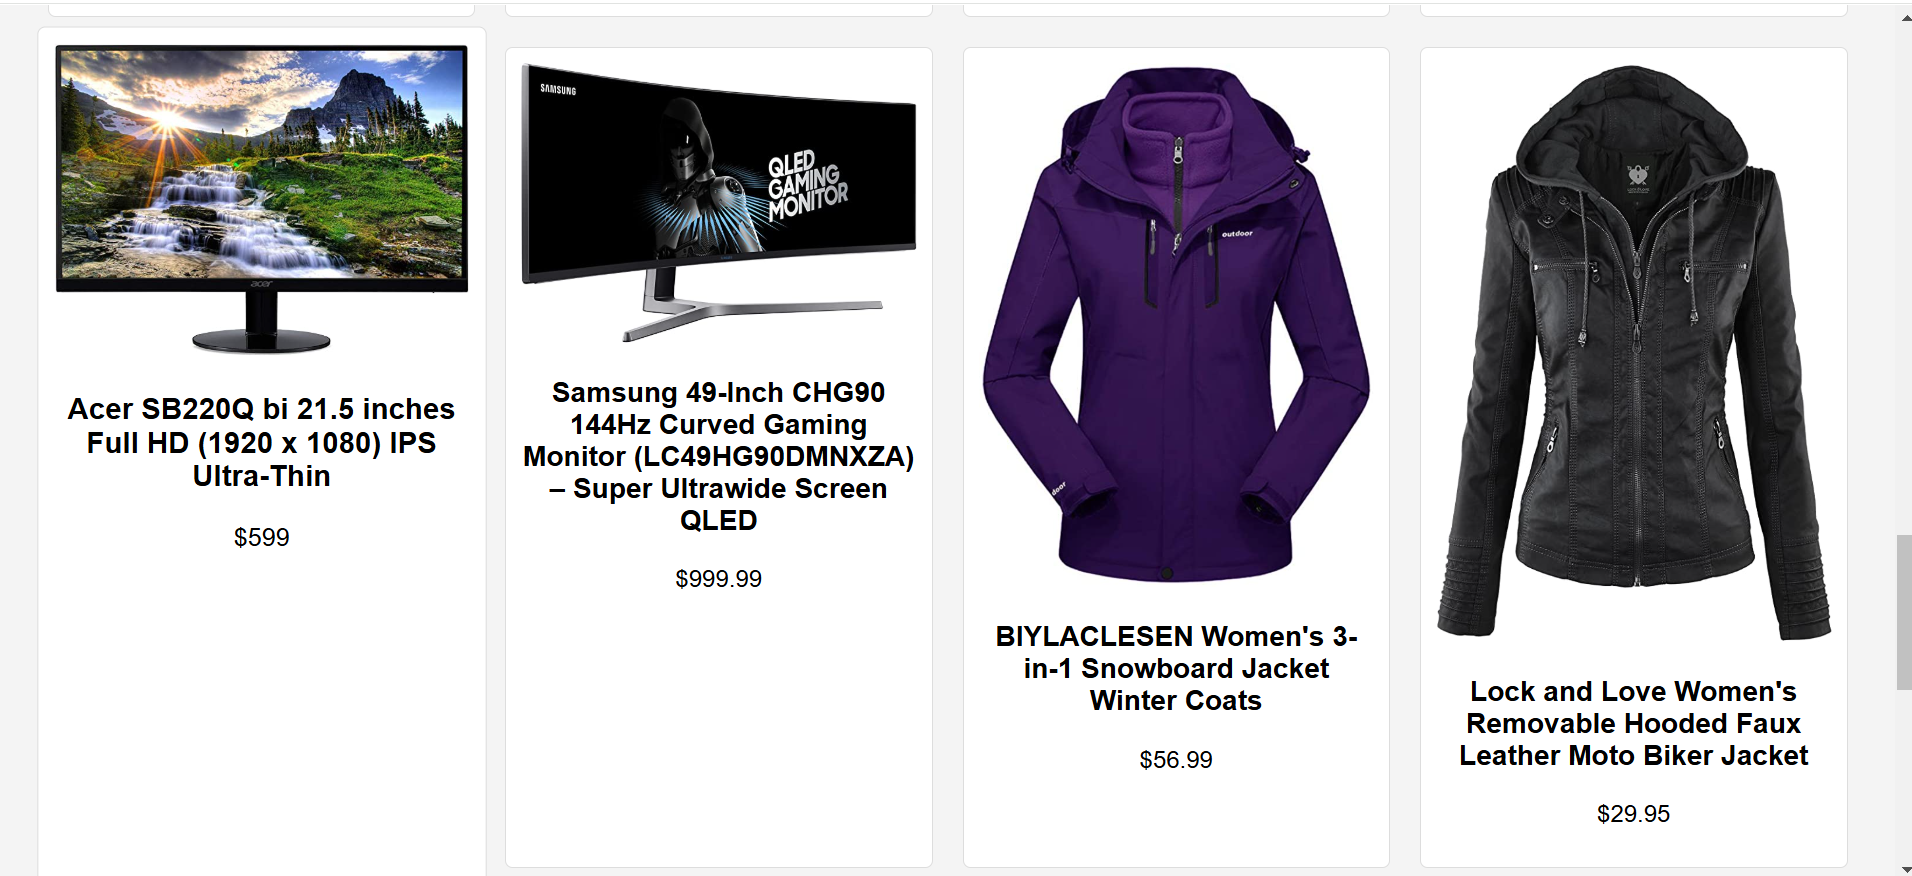 acer
Acer SB220Q bi 21.5 inches
Full HD (1920 x 1080) IPS
Ultra-Thin
$599
SAMSUNG
QLED
GAMING
MONITOR
Samsung 49-Inch CHG90
144Hz Curved Gaming
Monitor (LC49HG90DMNXZA)
– Super Ultrawide Screen
QLED
$999.99
outdoor
door
BIYLACLESEN Women's 3-
in-1 Snowboard Jacket
Winter Coats
$56.99
Lock and Love Women's
Removable Hooded Faux
Leather Moto Biker Jacket
$29.95